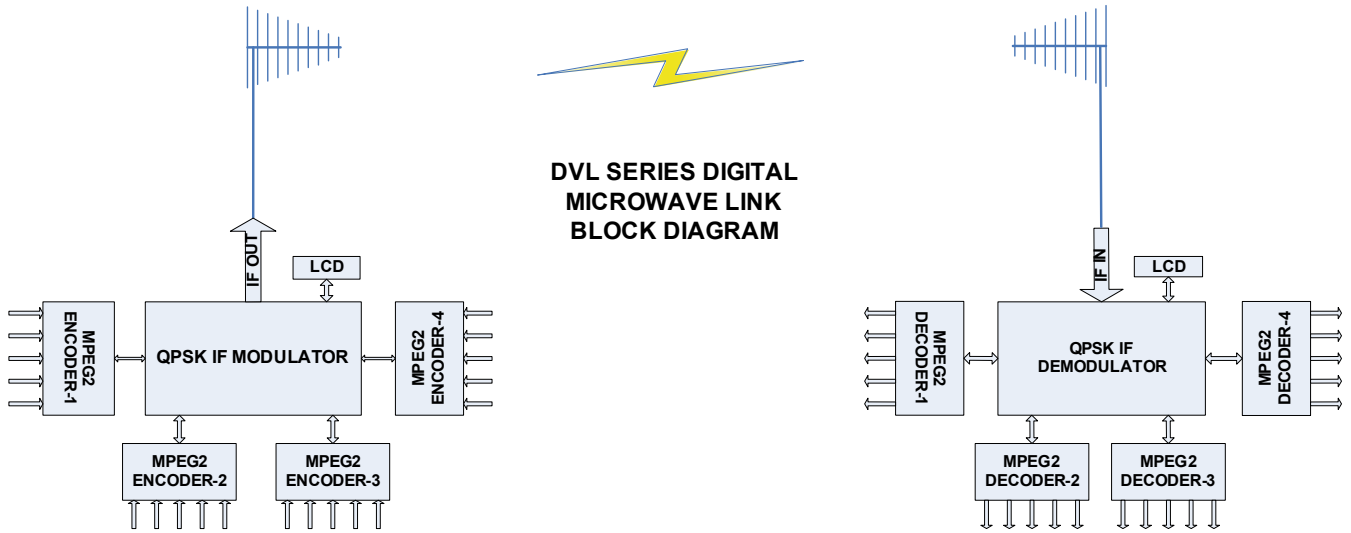 DVL SERIES DIGITAL
MICROWAVE LINK
BLOCK DIAGRAM
IF OUT
LCD
MPEG2
ENCODER-1
QPSK IF MODULATOR
MPEG2
ENCODER-4
MPEG2
ENCODER-2
MPEG2
ENCODER-3
IF IN
LCD
MPEG2
DECODER-1
QPSK IF
DEMODULATOR
MPEG2
DECODER-4
MPEG2
DECODER-2
MPEG2
DECODER-3